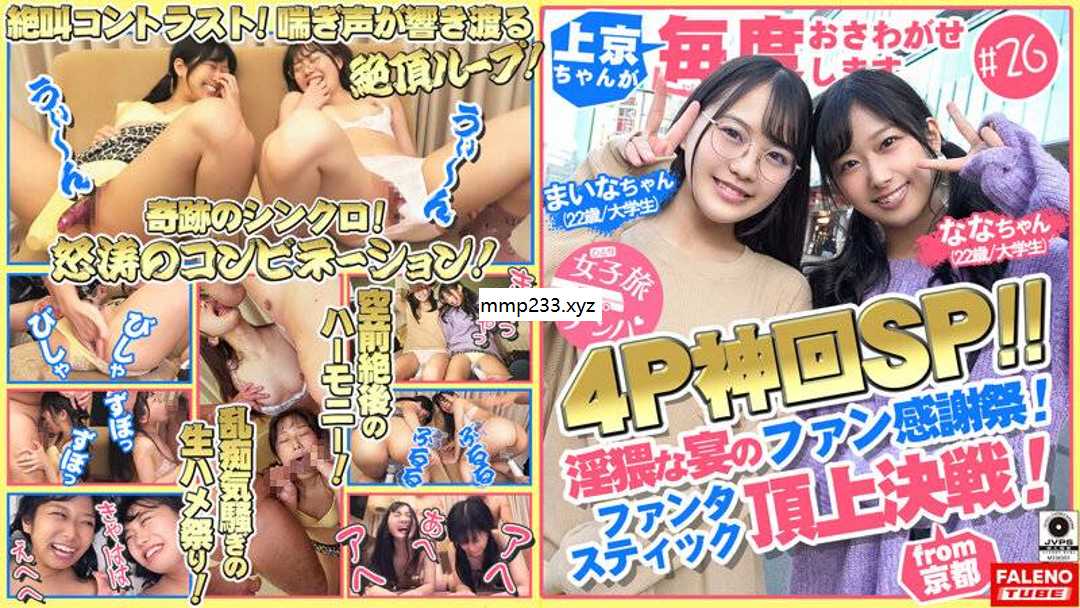 絶叫コントラスト!喘ぎ声が響き渡る
絶頂ループ!
うぃ〜〜ん
うぃ〜〜ん
奇跡のシンクロ!
怒涛のコンビネーション!
びしゃ
びしゃ
空前絶後の
ハーモニー!
ずぼっ
ずぼっ
乱痴気騒ぎの
生ハメ祭り!
ぶるる
ぶるる
えへへ
きゃはは
あへ
アへ
mmp233.xyz
上京
ちゃんが
毎度おさわがせ
します
#26
まいなちゃん
(22歳/大学生)
ななちゃん
(22歳/大学生)
女子旅
4P神回SP!!
淫猥な宴のファン感謝祭!
ファンタ
スティック
頂上決戦!
from
京都
JVPS
FALENO
TUBE